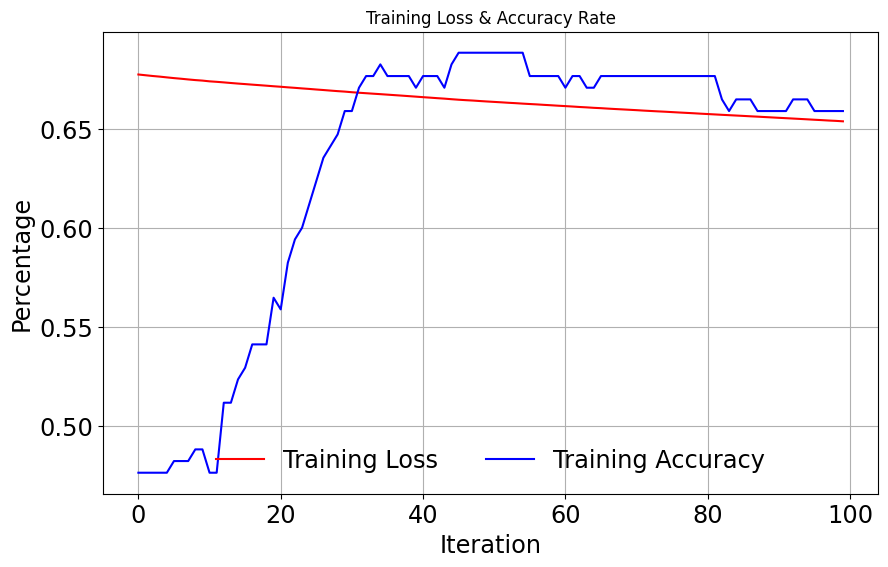 Training Loss & Accuracy Rate
Percentage
0.65
0.60
0.55
0.50
Training Loss
Training Accuracy
0 20 40 60 80 100
Iteration